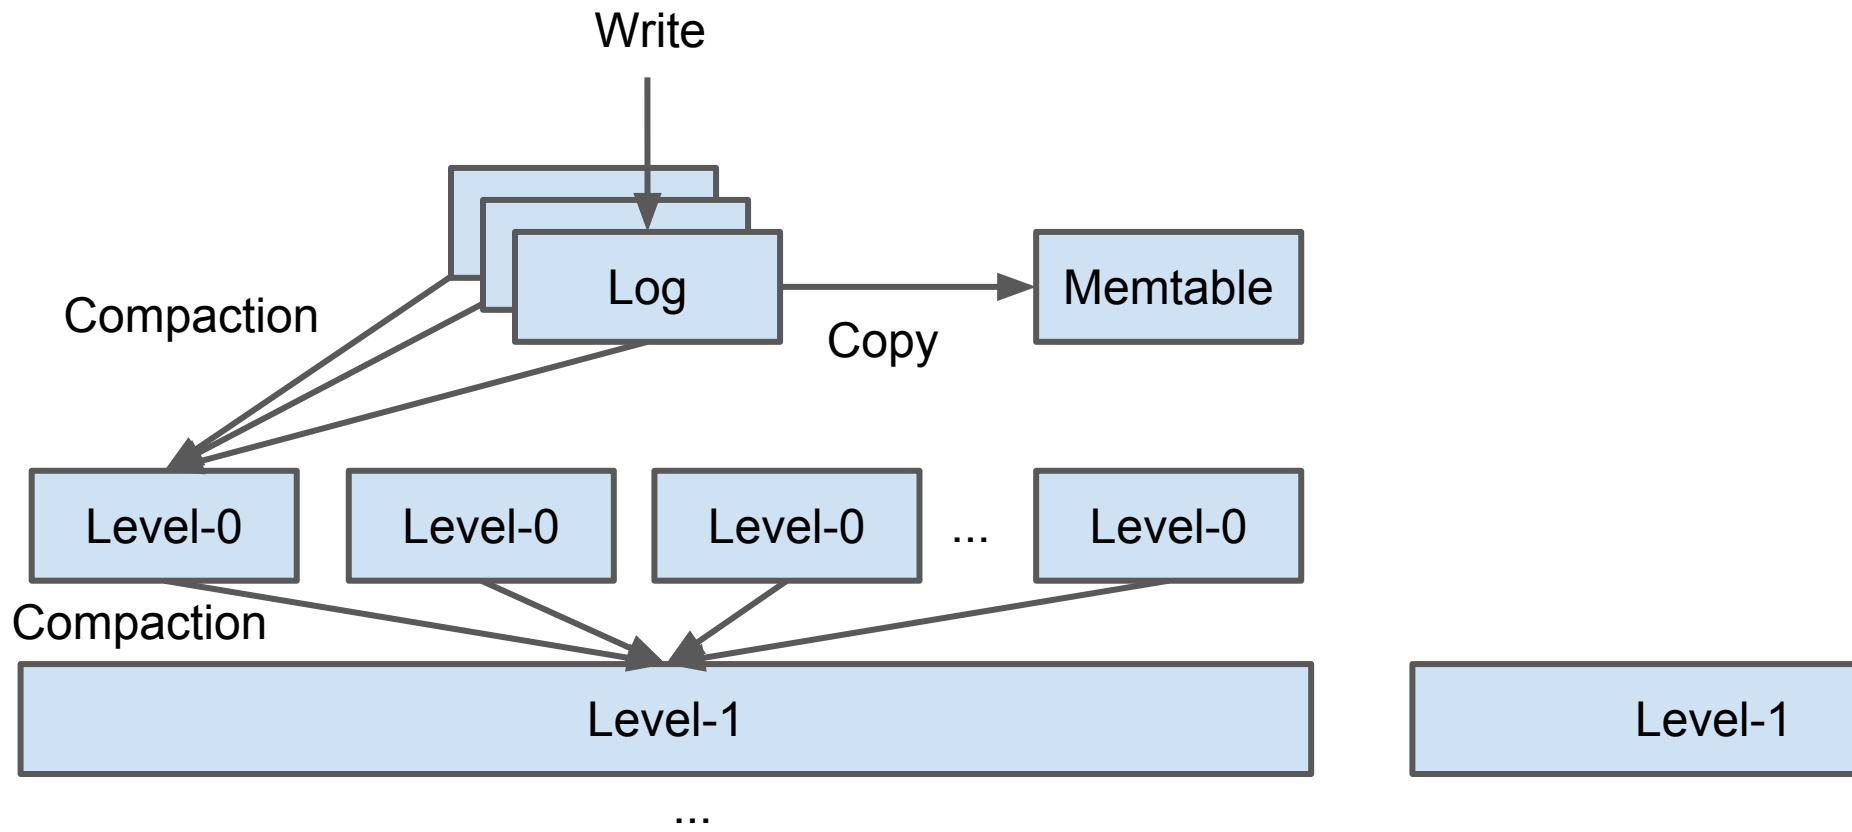 Write
Log
Memtable
Compaction
Copy
Level-0
Level-0
Level-0
...
Level-0
Compaction
Level-1
Level-1
...